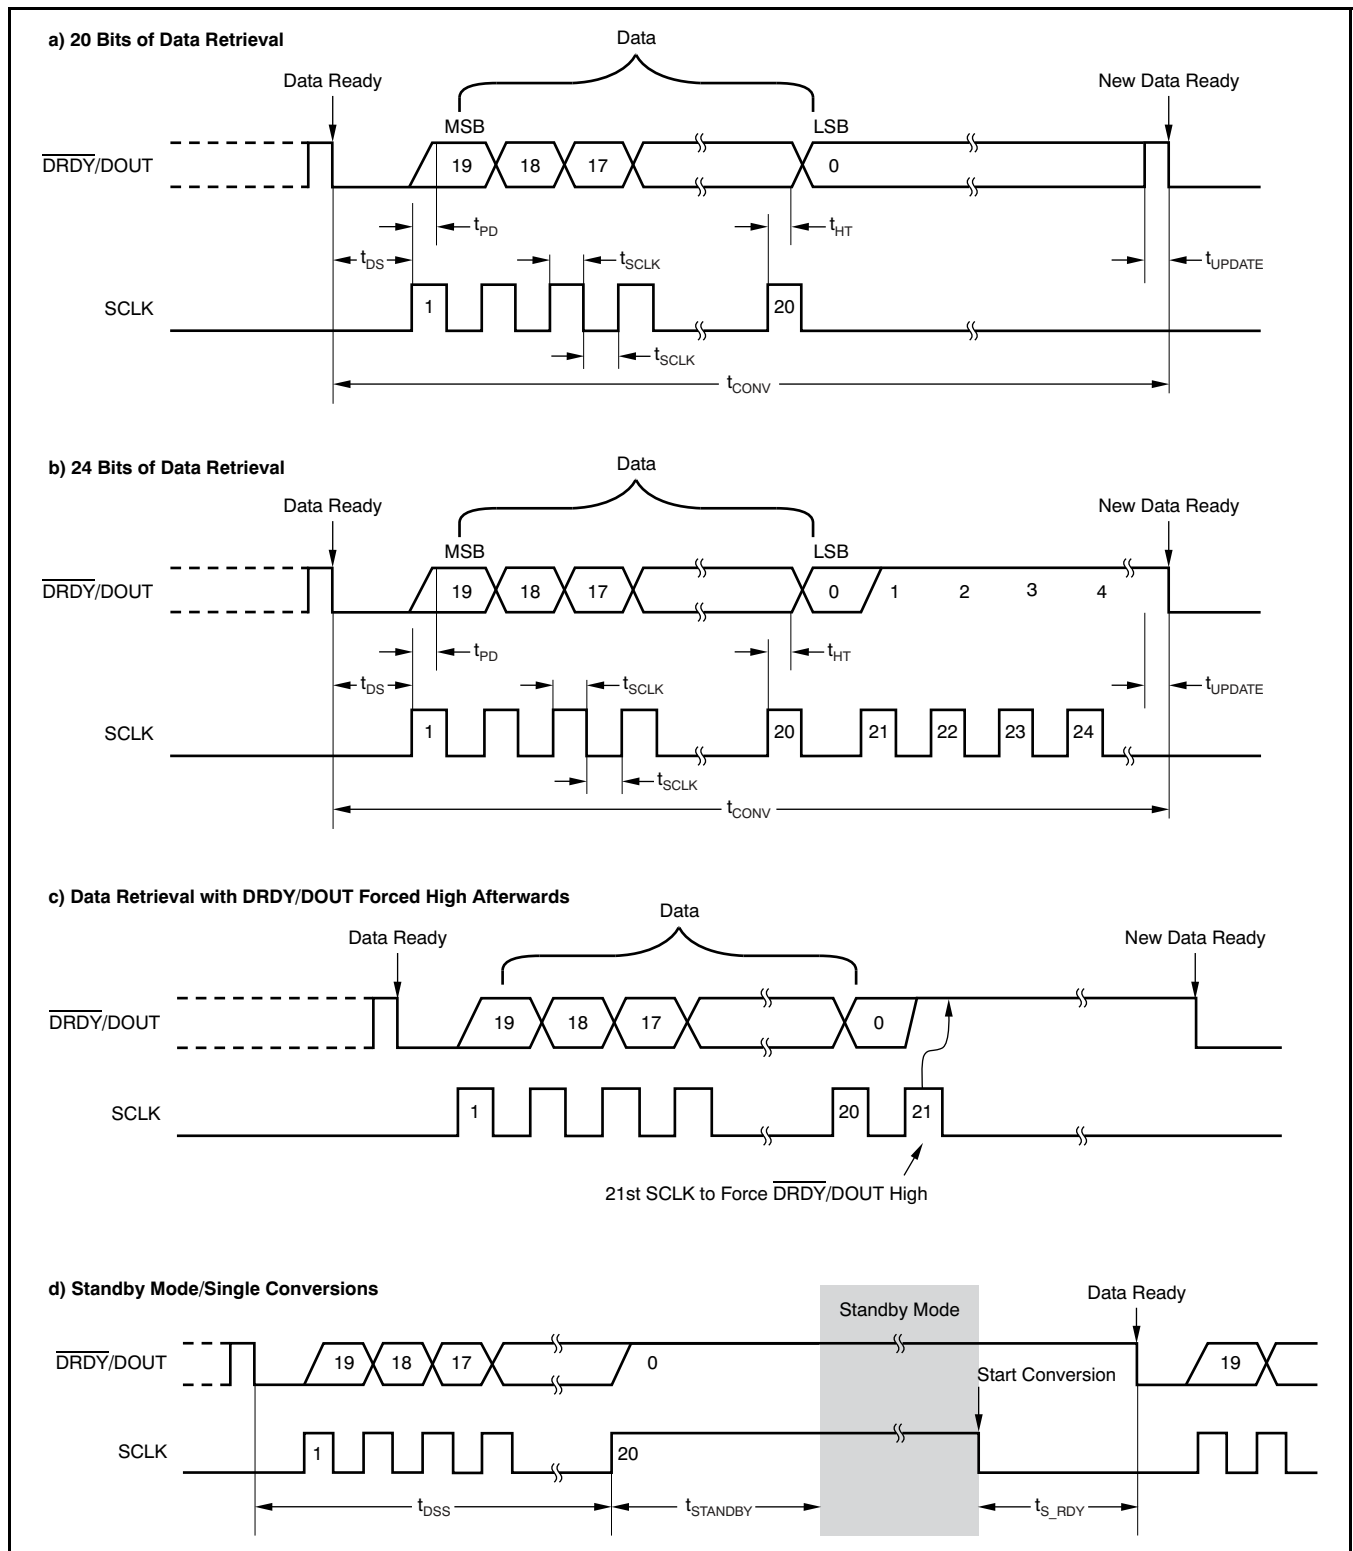 a) 20 Bits of Data Retrieval
Data
Data Ready
New Data Ready
MSB
LSB
DRDY/DOUT
19
18
17
0
tPD
tHT
tDS
tSCLK
tUPDATE
SCLK
1
20
tSCLK
tCONV
b) 24 Bits of Data Retrieval
Data
Data Ready
New Data Ready
MSB
LSB
DRDY/DOUT
19
18
17
0
1
2
3
4
tPD
tHT
tDS
tSCLK
tUPDATE
SCLK
1
20
21
22
23
24
tSCLK
tCONV
c) Data Retrieval with DRDY/DOUT Forced High Afterwards
Data
Data Ready
New Data Ready
DRDY/DOUT
19
18
17
0
SCLK
1
20
21
21st SCLK to Force DRDY/DOUT High
d) Standby Mode/Single Conversions
Data Ready
Standby Mode
DRDY/DOUT
19
18
17
0
19
Start Conversion
SCLK
1
20
tDSS
tSTANDBY
tS_RDY